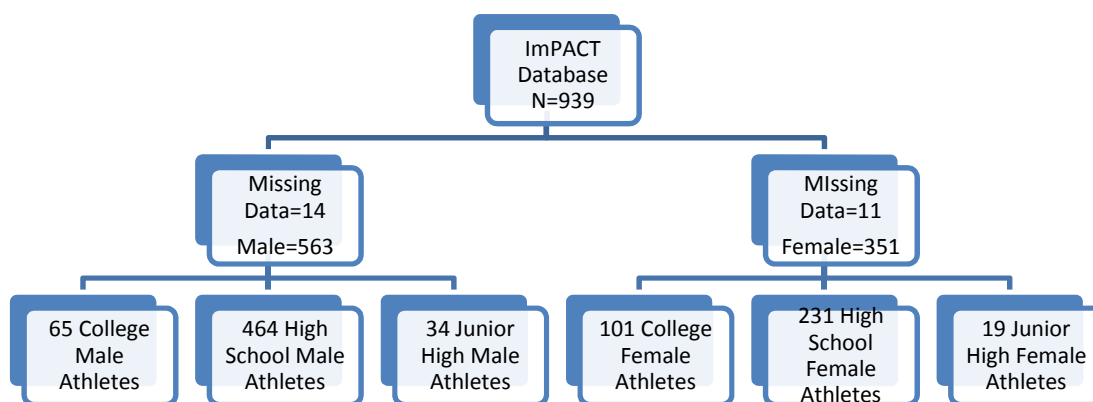 ImPACT
Database
N=939
Missing
Data=14
Male=563
MIssing
Data=11
Female=351
65 College
Male
Athletes
464 High
School Male
Athletes
34 Junior
High Male
Athletes
101 College
Female
Athletes
231 High
School
Female
Athletes
19 Junior
High Female
Athletes